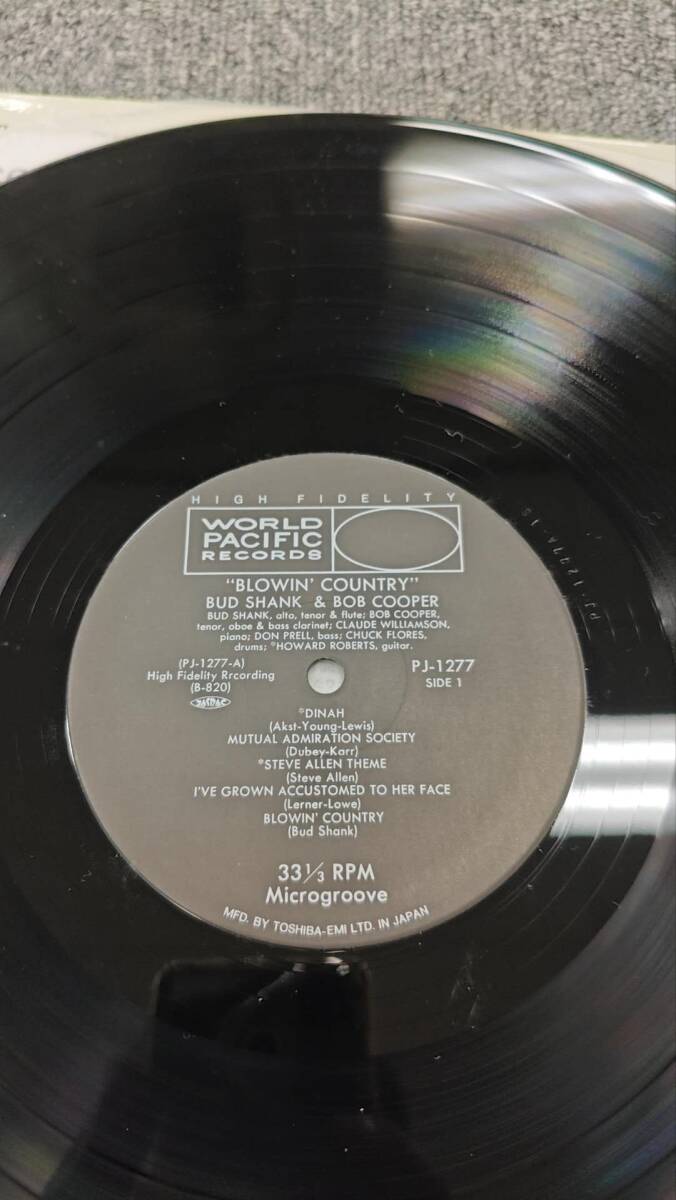 HIGH FIDELITY
WORLD
PACIFIC
RECORDS
"BLOWIN' COUNTRY"
BUD SHANK & BOB COOPER
BUD SHANK, alto, tenor & flute; BOB COOPER,
tenor, oboe & bass clarinet; CLAUDE WILLIAMSON,
piano; DON PRELL, bass; CHUCK FLORES,
drums; *HOWARD ROBERTS, guitar.
(PJ-1277-A)
High Fidelity Rrcording
(B-820)
JASRAC
PJ-1277
SIDE 1
*DINAH
(Akst-Young-Lewis)
MUTUAL ADMIRATION SOCIETY
(Dubey-Karr)
*STEVE ALLEN THEME
(Steve Allen)
I'VE GROWN ACCUSTOMED TO HER FACE
(Lerner-Lowe)
BLOWIN' COUNTRY
(Bud Shank)
33 1/3 RPM
Microgroove
MFD. BY TOSHIBA-EMI LTD. IN JAPAN